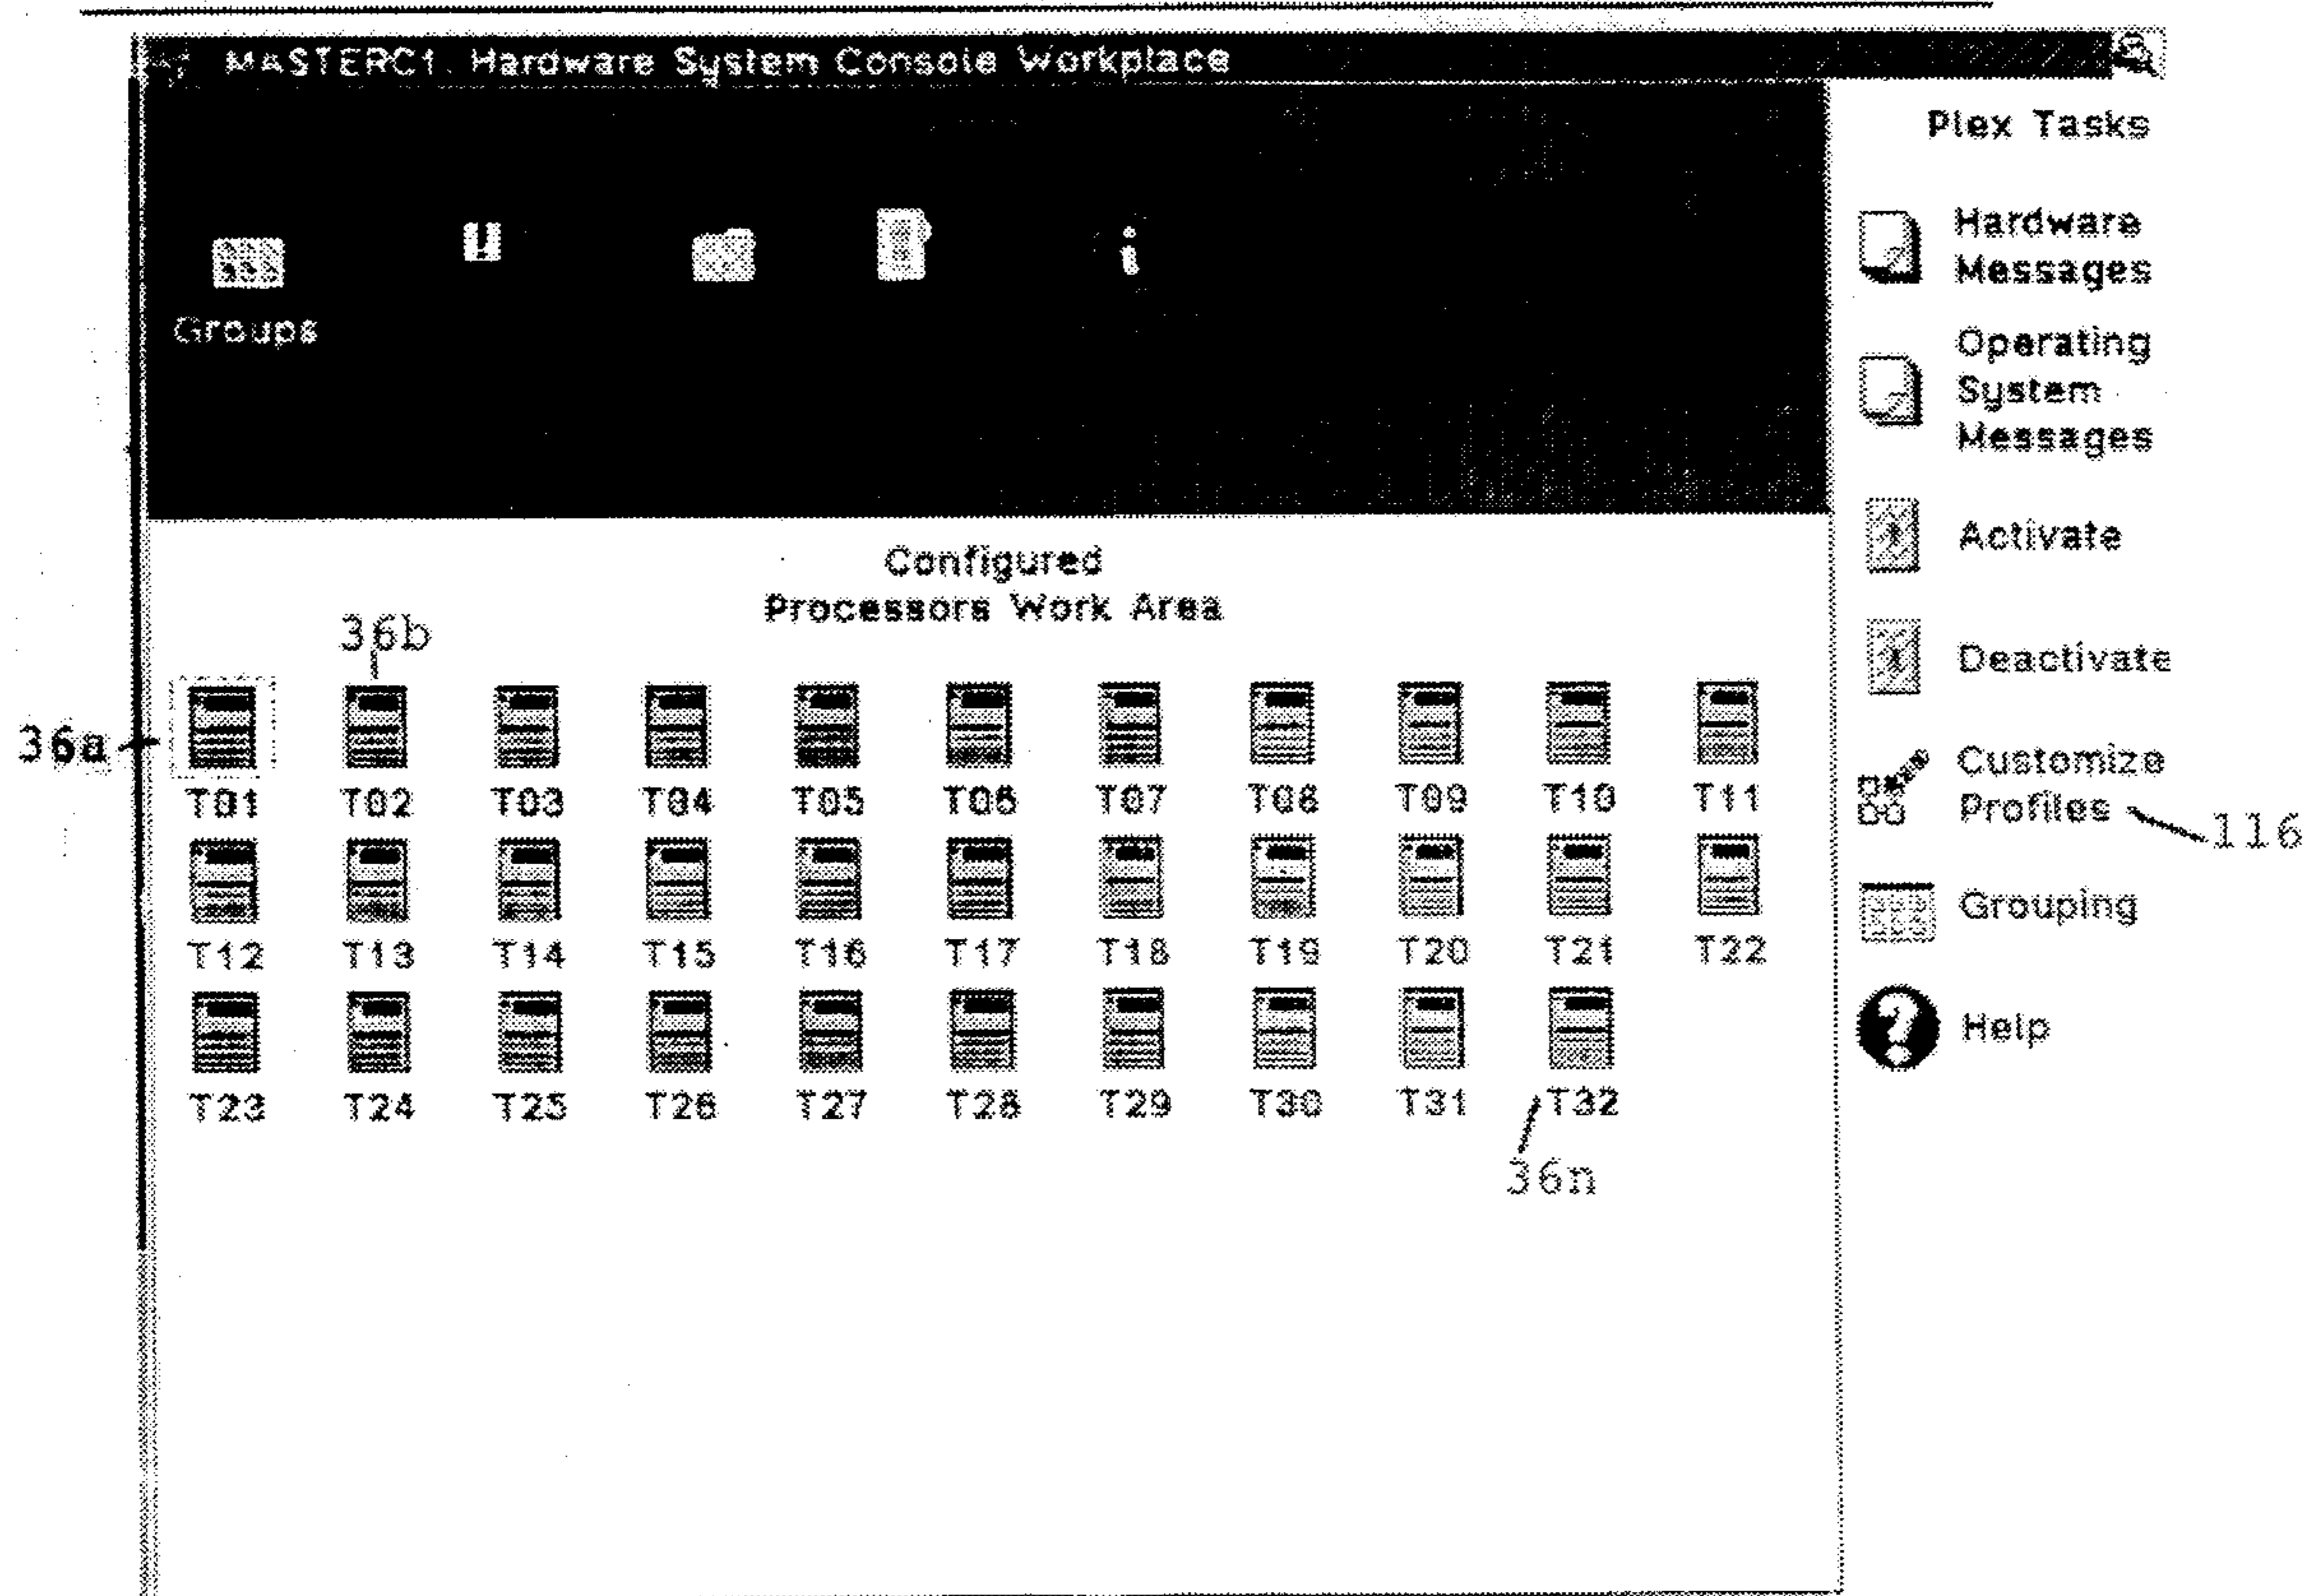 MASTERC1. Hardware System Console Workplace
Groups
Configured
Processors Work Area
36b
36a
T01 T02 T03 T04 T05 T06 T07 T08 T09 T10 T11
T12 T13 T14 T15 T16 T17 T18 T19 T20 T21 T22
T23 T24 T25 T26 T27 T28 T29 T30 T31 T32
36n
Plex Tasks
Hardware
Messages
Operating
System
Messages
Activate
Deactivate
Customize
Profiles
116
Grouping
Help